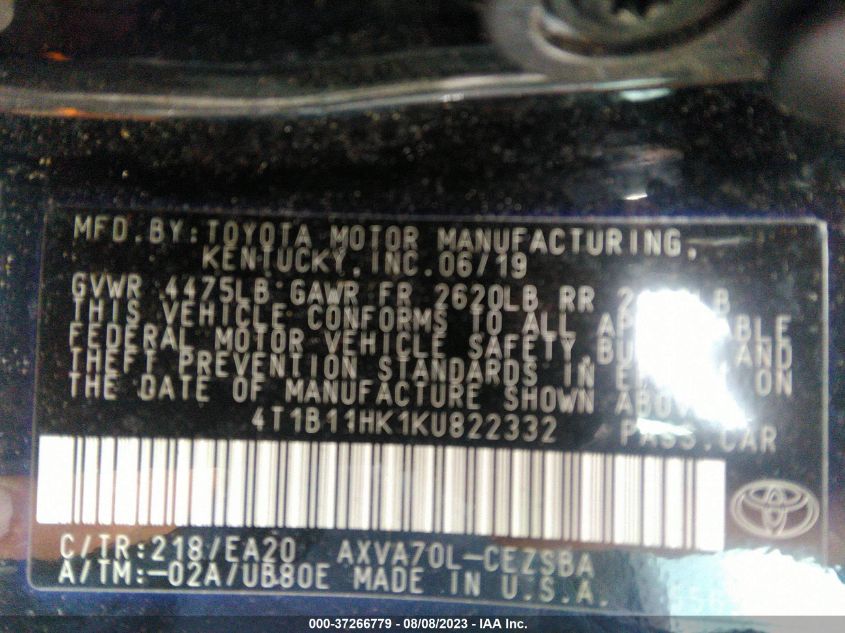 MFD.BY:TOYOTA MOTOR MANUFACTURING,
KENTUCKY,INC.06/19
GVWR 4475LB GAWR FR 2620LB RR
THIS VEHICLE CONFORMS TO ALL
FEDERAL MOTOR VEHICLE SAFETY, AND
THEFT PREVENTION STANDARDS IN ON
THE DATE OF MANUFACTURE SHOWN
4T1B11HK1KU822332 PASS.CAR
C/TR:218/EA20 AXVA70L-CEZSBA
A/TM:-02A/UB80E MADE IN U.S.A.
000-37266779 - 08/08/2023 - IAA Inc.